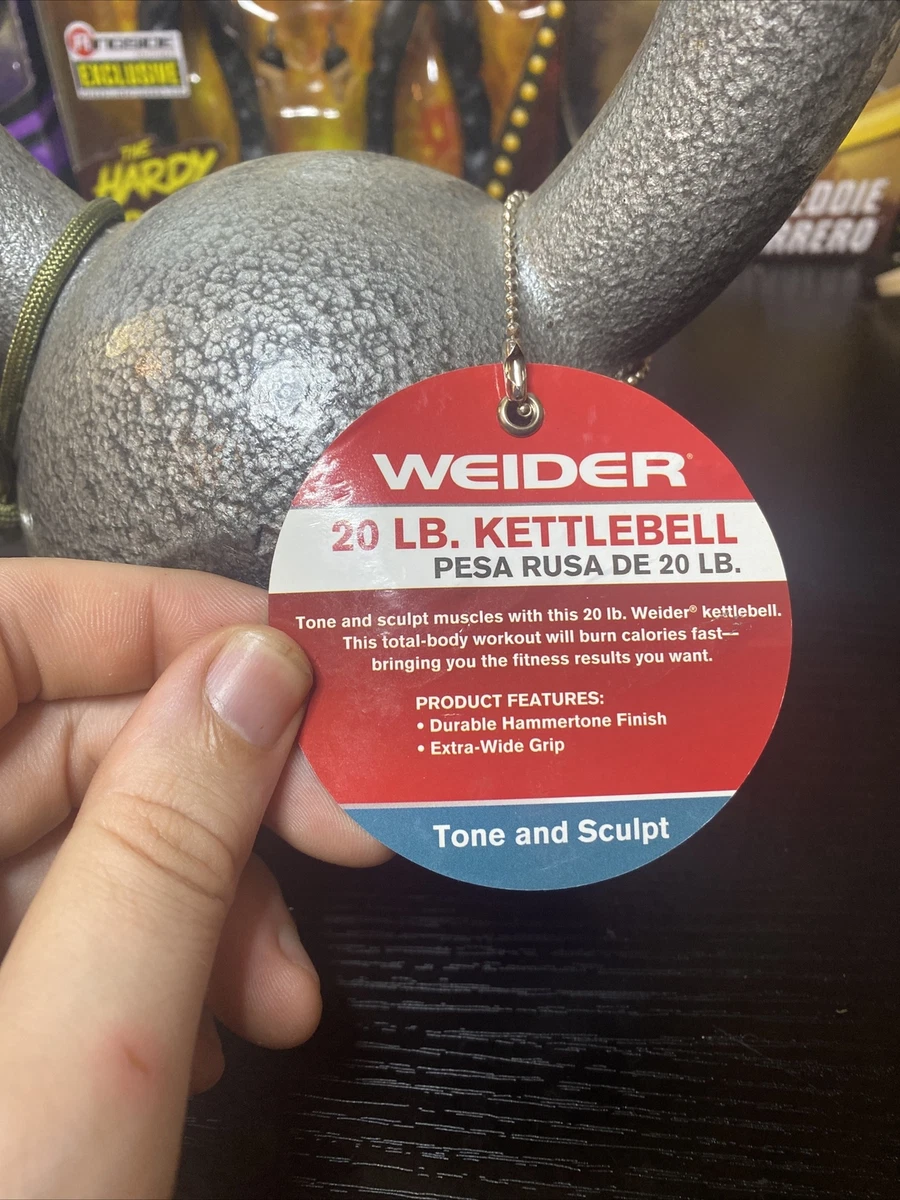 RINGSIDE
EXCLUSIVE
THE
HARDY
EDDIE
RRERO
WEIDER®
20 LB. KETTLEBELL
PESA RUSA DE 20 LB.
Tone and sculpt muscles with this 20 lb. Weider® kettlebell.
This total-body workout will burn calories fast—
bringing you the fitness results you want.
PRODUCT FEATURES:
• Durable Hammertone Finish
• Extra-Wide Grip
Tone and Sculpt